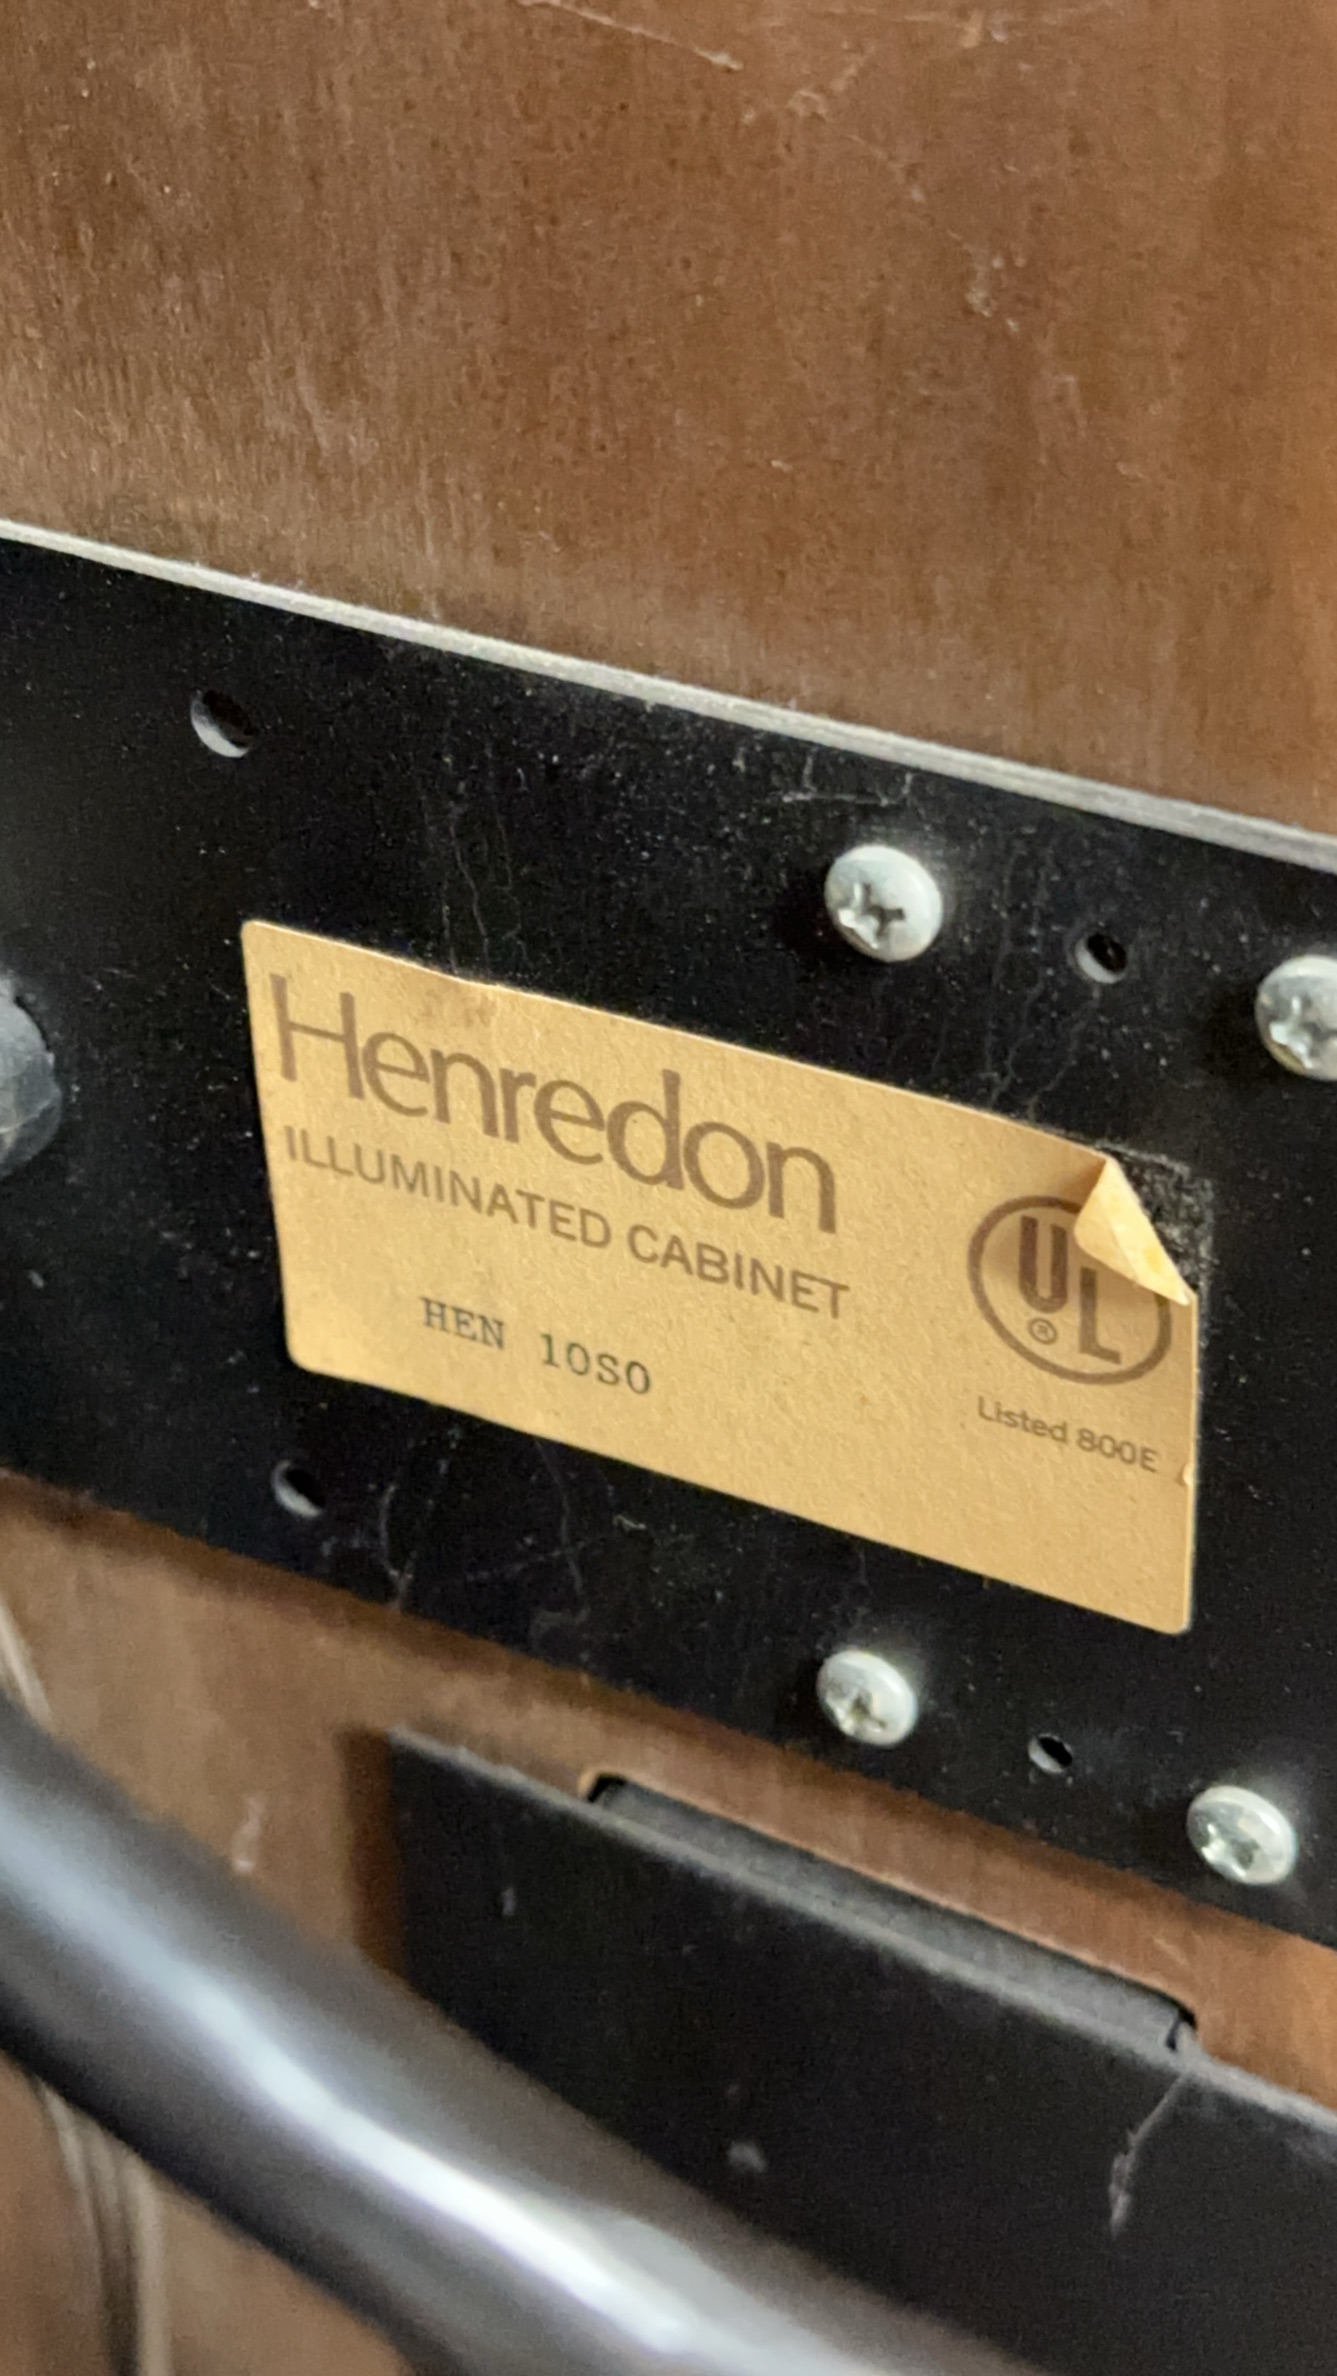 Henredon
ILLUMINATED CABINET
HEN 10S0
UL
®
Listed 800E